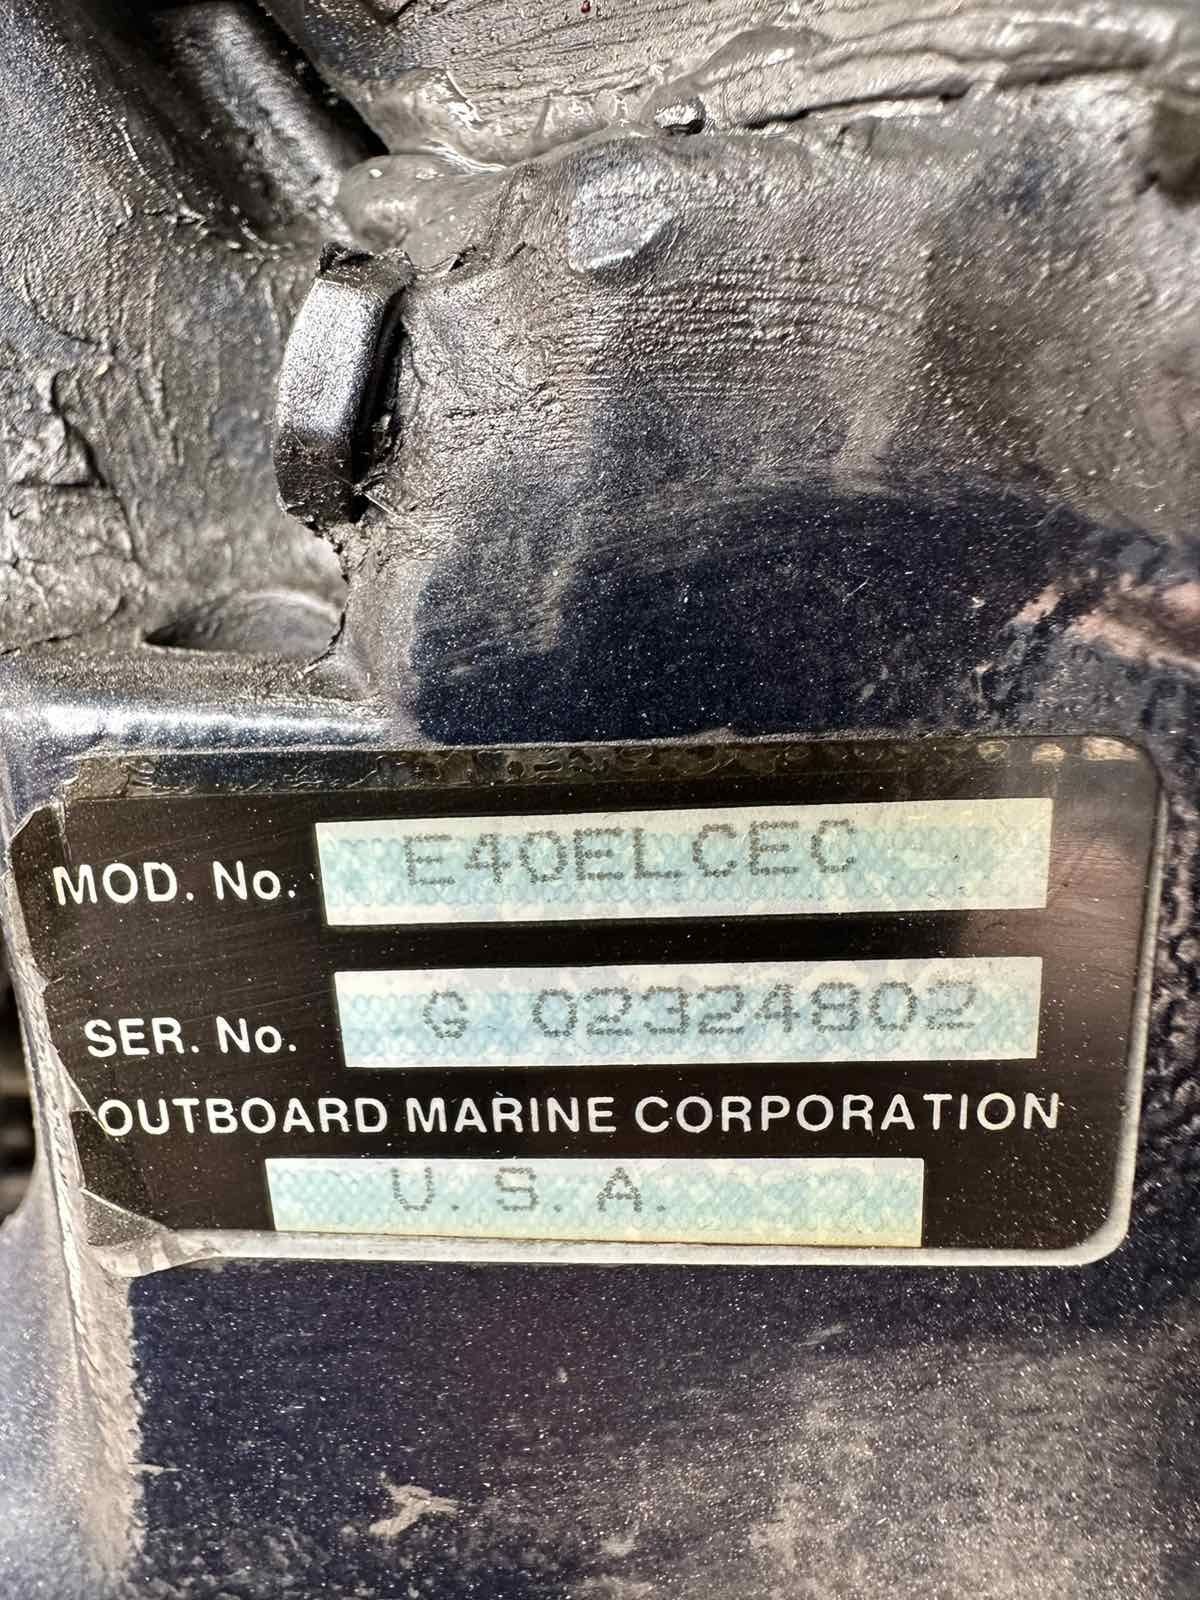 MOD. No. E40ELCEC
SER. No. G 02324802
OUTBOARD MARINE CORPORATION
U.S.A.